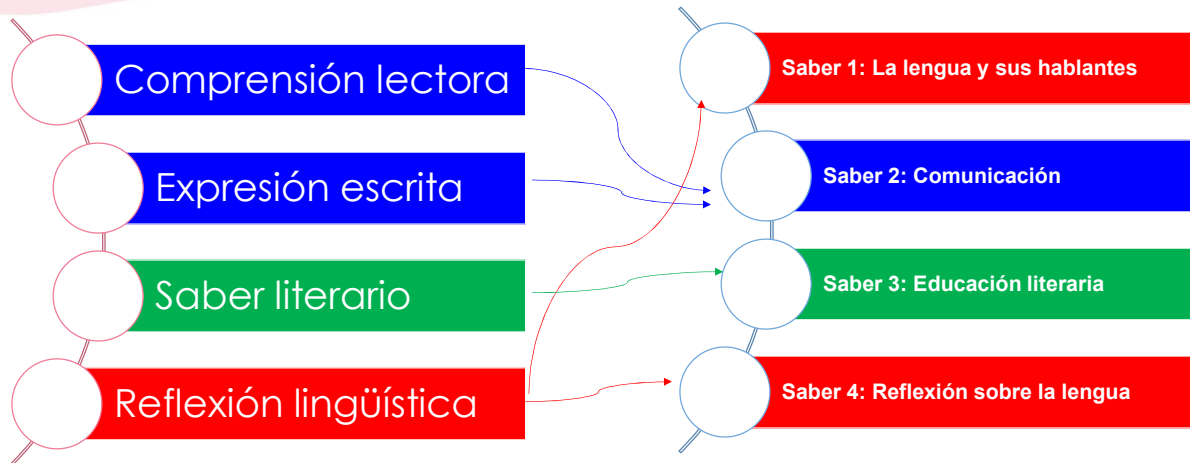 Comprensión lectora
Expresión escrita
Saber literario
Reflexión lingüística
Saber 1: La lengua y sus hablantes
Saber 2: Comunicación
Saber 3: Educación literaria
Saber 4: Reflexión sobre la lengua